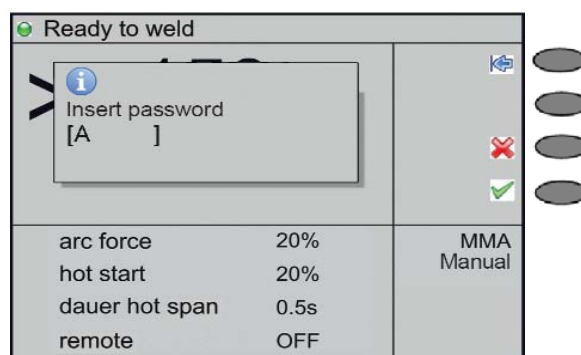 Ready to weld
Insert password
[A ]
arc force 20%
hot start 20%
dauer hot span 0.5s
remote OFF
MMA
Manual